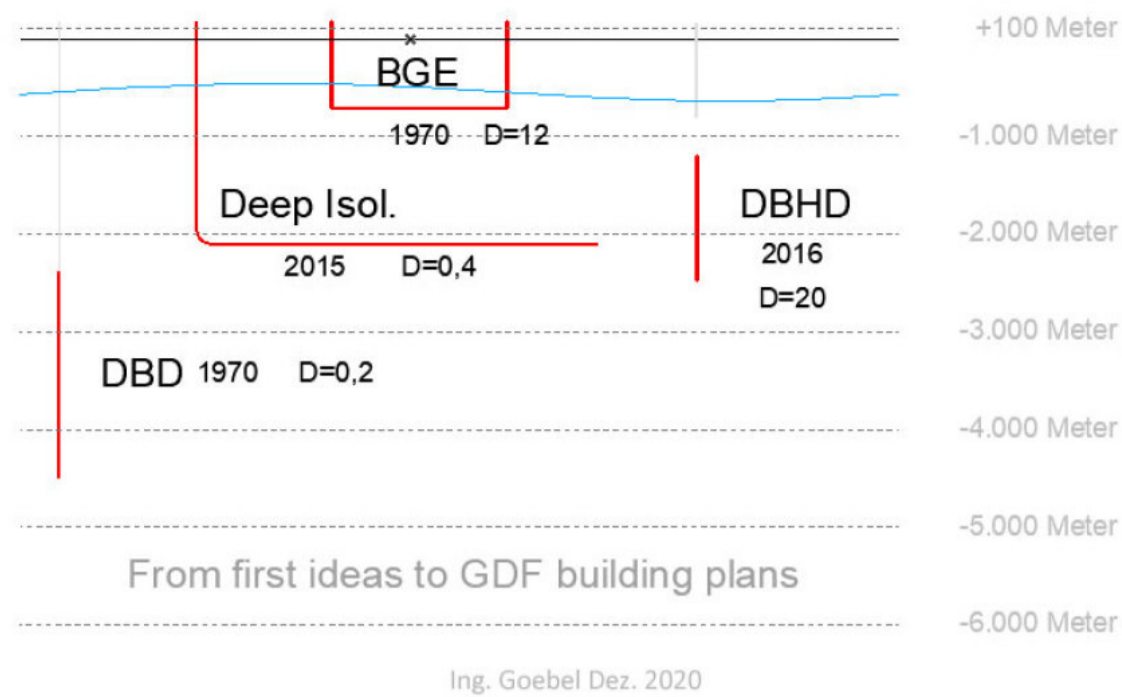 +100 Meter
BGE
1970 D=12
-1.000 Meter
Deep Isol.
DBHD
-2.000 Meter
2015 D=0,4
2016
D=20
-3.000 Meter
DBD 1970 D=0,2
-4.000 Meter
-5.000 Meter
From first ideas to GDF building plans
-6.000 Meter
Ing. Goebel Dez. 2020